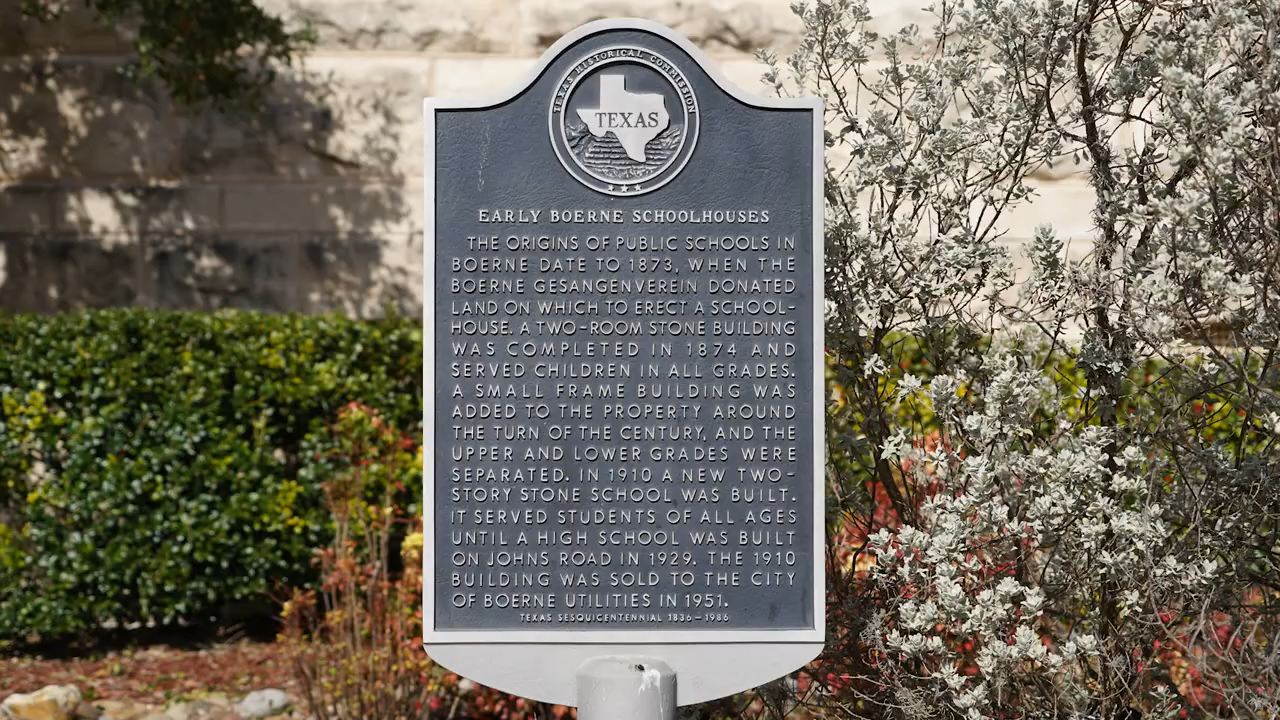 TEXAS HISTORICAL COMMISSION
TEXAS
EARLY BOERNE SCHOOLHOUSES
THE ORIGINS OF PUBLIC SCHOOLS IN
BOERNE DATE TO 1873, WHEN THE
BOERNE GESANGENVEREIN DONATED
LAND ON WHICH TO ERECT A SCHOOL-
HOUSE. A TWO-ROOM STONE BUILDING
WAS COMPLETED IN 1874 AND
SERVED CHILDREN IN ALL GRADES.
A SMALL FRAME BUILDING WAS
ADDED TO THE PROPERTY AROUND
THE TURN OF THE CENTURY, AND THE
UPPER AND LOWER GRADES WERE
SEPARATED. IN 1910 A NEW TWO-
STORY STONE SCHOOL WAS BUILT.
IT SERVED STUDENTS OF ALL AGES
UNTIL A HIGH SCHOOL WAS BUILT
ON JOHNS ROAD IN 1929. THE 1910
BUILDING WAS SOLD TO THE CITY
OF BOERNE UTILITIES IN 1951.
TEXAS SESQUICENTENNIAL 1836-1986